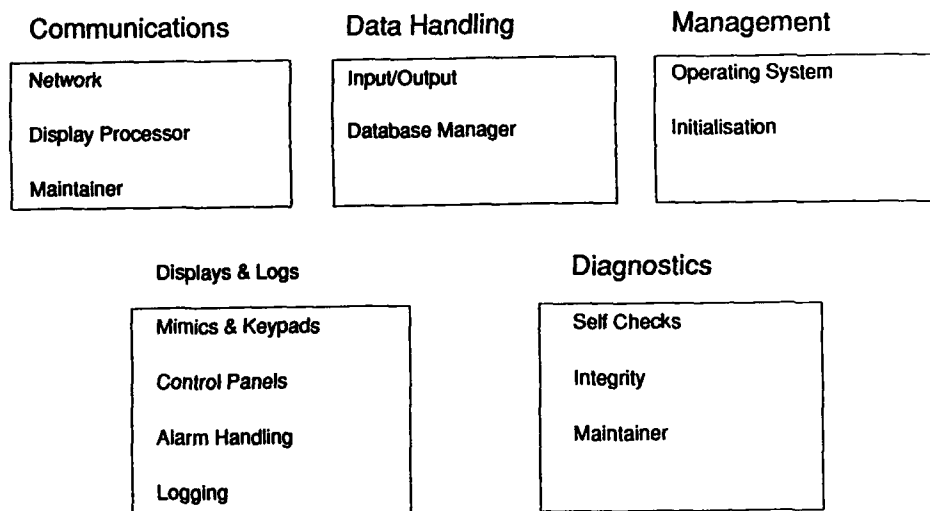 Communications
Network
Display Processor
Maintainer
Data Handling
Input/Output
Database Manager
Management
Operating System
Initialisation
Displays & Logs
Mimics & Keypads
Control Panels
Alarm Handling
Logging
Diagnostics
Self Checks
Integrity
Maintainer